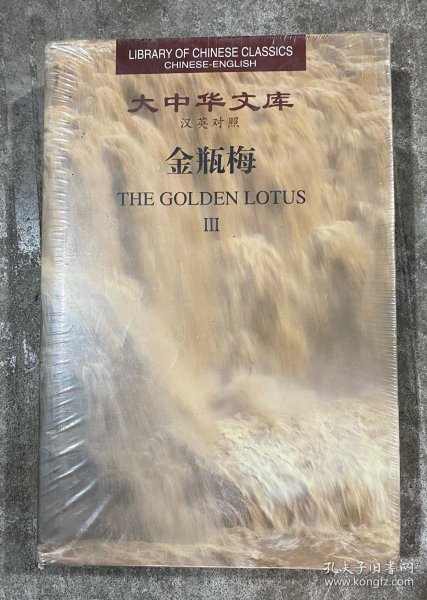 LIBRARY OF CHINESE CLASSICS
CHINESE-ENGLISH
大中华文库
汉英对照
金瓶梅
THE GOLDEN LOTUS
III
孔夫子旧书网
www.kongfz.com